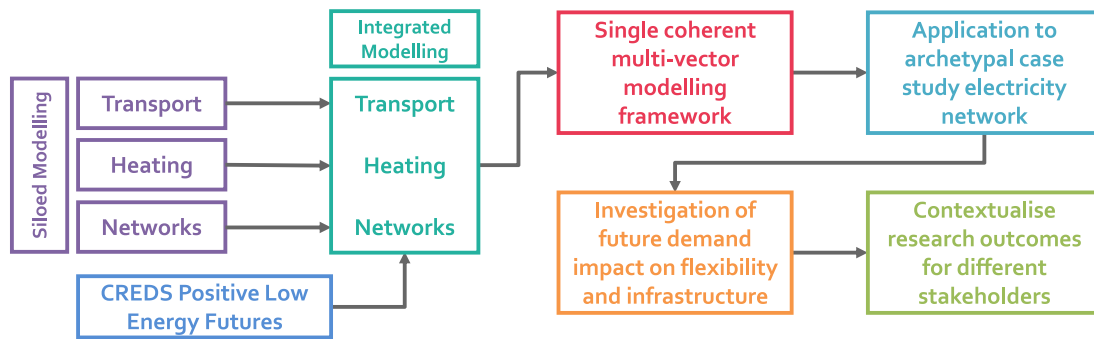 Siloed Modelling
Transport
Heating
Networks
CREDS Positive Low
Energy Futures
Integrated
Modelling
Transport
Heating
Networks
Single coherent
multi-vector
modelling
framework
Application to
archetypal case
study electricity
network
Investigation of
future demand
impact on flexibility
and infrastructure
Contextualise
research outcomes
for different
stakeholders